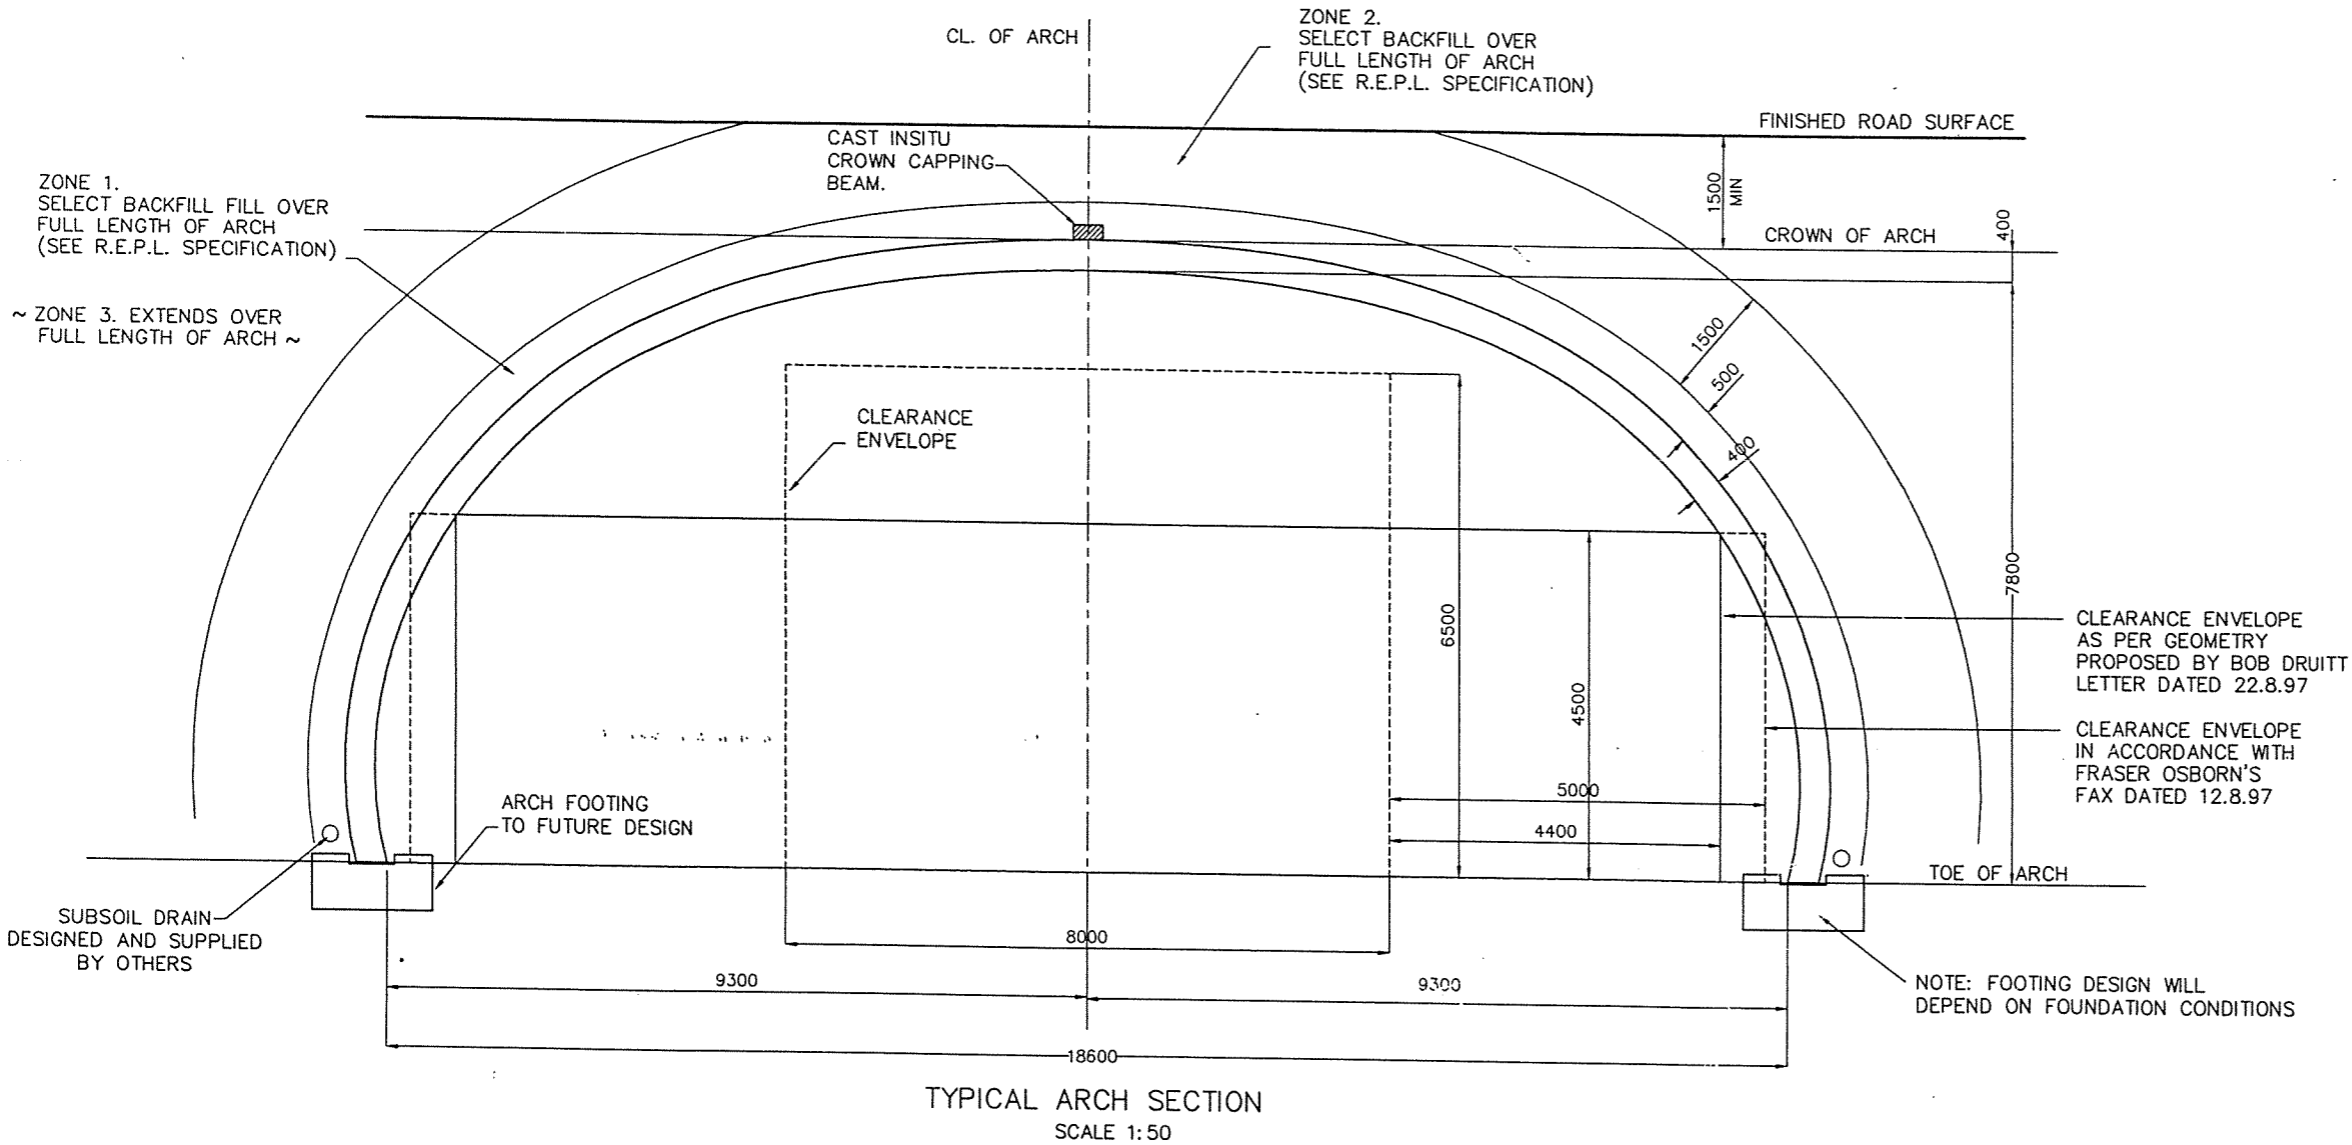 CL. OF ARCH
ZONE 2.
SELECT BACKFILL OVER
FULL LENGTH OF ARCH
(SEE R.E.P.L. SPECIFICATION)
FINISHED ROAD SURFACE
CAST INSITU
CROWN CAPPING
BEAM.
ZONE 1.
SELECT BACKFILL FILL OVER
FULL LENGTH OF ARCH
(SEE R.E.P.L. SPECIFICATION)
1500
MIN
400
CROWN OF ARCH
~ ZONE 3. EXTENDS OVER
FULL LENGTH OF ARCH ~
1500
500
400
CLEARANCE
ENVELOPE
6500
4500
7800
CLEARANCE ENVELOPE
AS PER GEOMETRY
PROPOSED BY BOB DRUITT
LETTER DATED 22.8.97
CLEARANCE ENVELOPE
IN ACCORDANCE WITH
FRASER OSBORN'S
FAX DATED 12.8.97
5000
4400
ARCH FOOTING
TO FUTURE DESIGN
TOE OF ARCH
SUBSOIL DRAIN
DESIGNED AND SUPPLIED
BY OTHERS
8000
9300
9300
NOTE: FOOTING DESIGN WILL
DEPEND ON FOUNDATION CONDITIONS
18600
TYPICAL ARCH SECTION
SCALE 1:50